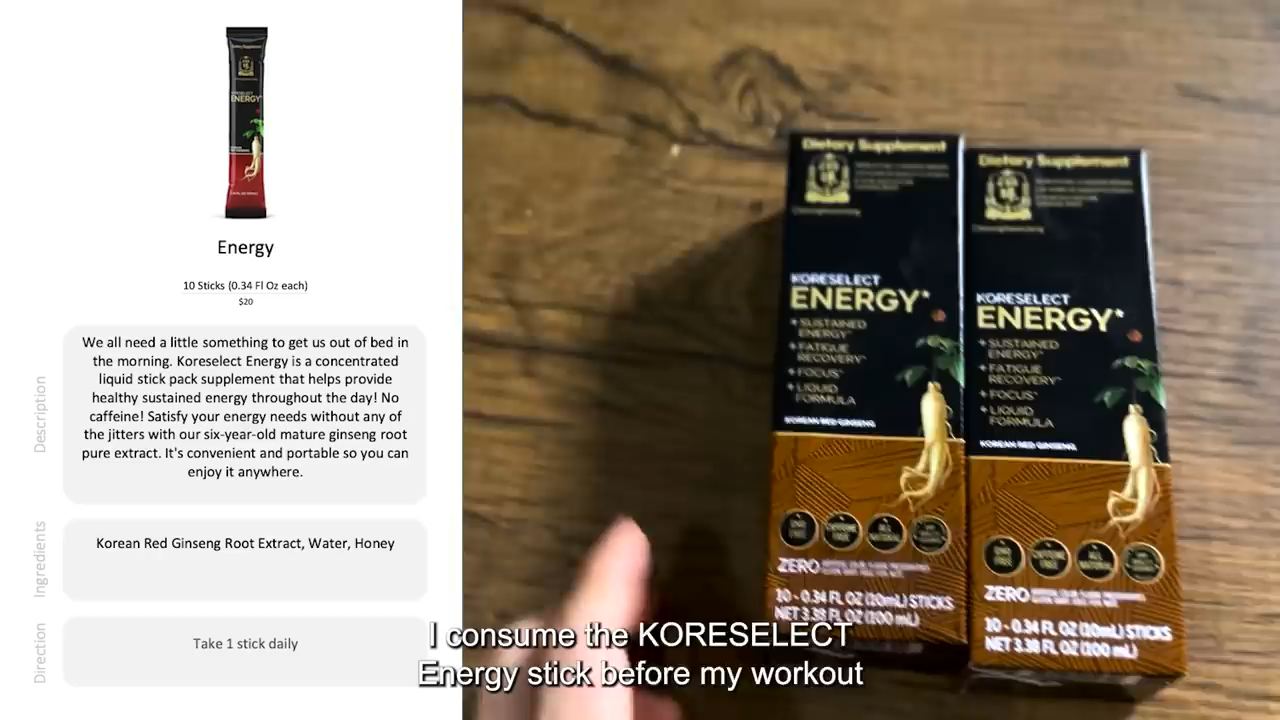 ENERGY
Energy
10 Sticks (0.34 Fl Oz each)
$20
Description
We all need a little something to get us out of bed in
the morning. Koreselect Energy is a concentrated
liquid stick pack supplement that helps provide
healthy sustained energy throughout the day! No
caffeine! Satisfy your energy needs without any of
the jitters with our six-year-old mature ginseng root
pure extract. It's convenient and portable so you can
enjoy it anywhere.
Ingredients
Korean Red Ginseng Root Extract, Water, Honey
Direction
Take 1 stick daily
Dietary Supplement
KORESELECT
ENERGY*
+ SUSTAINED
ENERGY*
+ FATIGUE
RECOVERY*
+ FOCUS*
+ LIQUID
FORMULA
KOREAN RED GINSENG
ZERO
10 - 0.34 FL OZ (10mL) STICKS
NET 3.38 FL OZ (100 mL)
Dietary Supplement
KORESELECT
ENERGY*
+ SUSTAINED
ENERGY*
+ FATIGUE
RECOVERY*
+ FOCUS*
+ LIQUID
FORMULA
KOREAN RED GINSENG
CAFFEINE
FREE
ALL
NATURAL
ZERO
10 - 0.34 FL OZ (10mL) STICKS
NET 3.38 FL OZ (100 mL)
I consume the KORESELECT
Energy stick before my workout